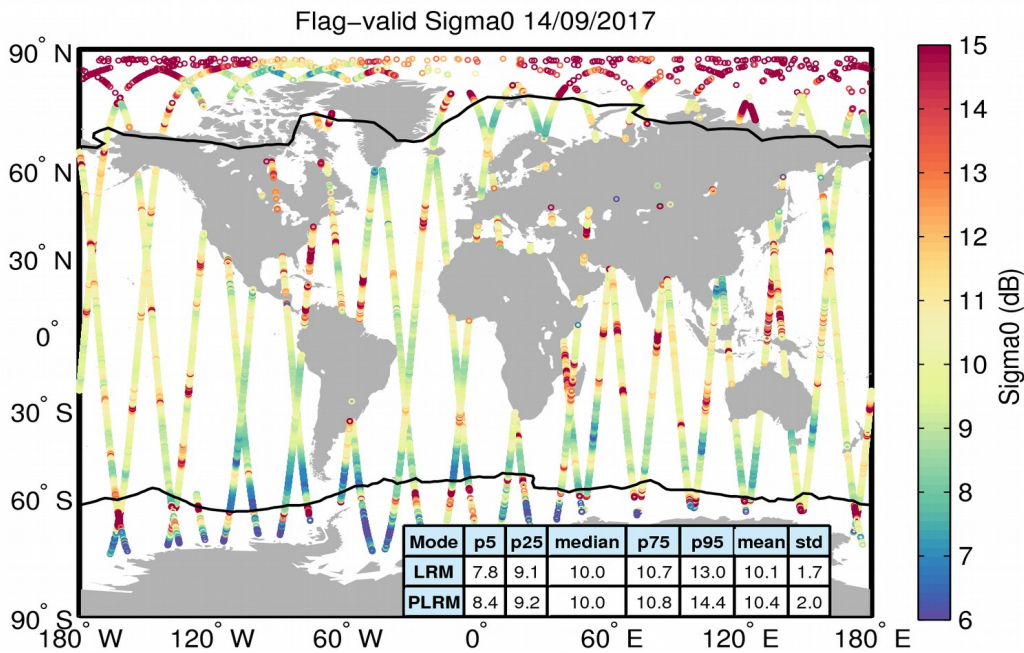 Flag-valid Sigma0 14/09/2017
90° N
60° N
30° N
0°
30° S
60° S
90° S
180° W 120° W 60° W 0° 60° E 120° E 180° E
Mode p5 p25 median p75 p95 mean std
LRM 7.8 9.1 10.0 10.7 13.0 10.1 1.7
PLRM 8.4 9.2 10.0 10.8 14.4 10.4 2.0
15
14
13
12
11
10
9
8
7
6
Sigma0 (dB)